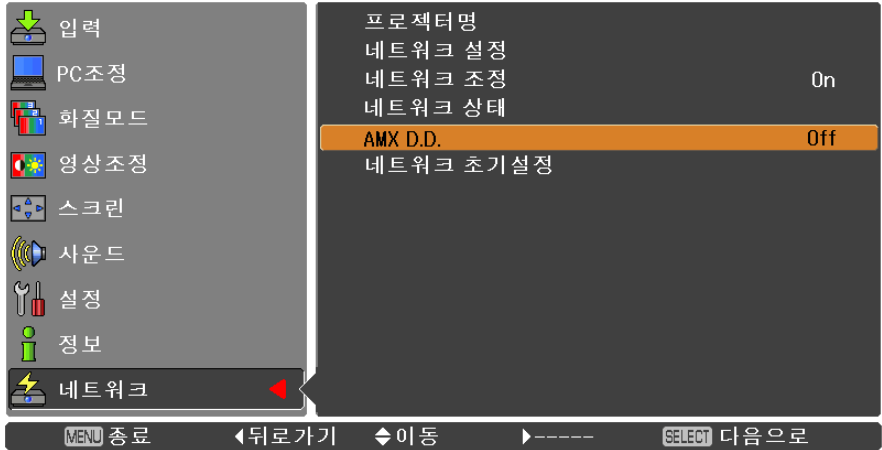 입력
PC조정
화질모드
영상조정
스크린
사운드
설정
정보
네트워크
프로젝터명
네트워크 설정
네트워크 조정 On
네트워크 상태
AMX D.D. Off
네트워크 초기설정
MENU 종료 뒤로가기 이동 ----- SELECT 다음으로